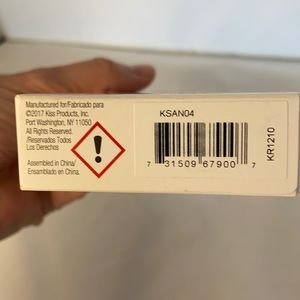 Manufactured for/Fabricado para
©2017 Kiss Products, Inc.
Port Washington, NY 11050
All Rights Reserved.
/Reservados Todos
Los Derechos
Assembled in China/
Ensamblado en China.
!
KSAN04
7 31509 67900 7
KR1210